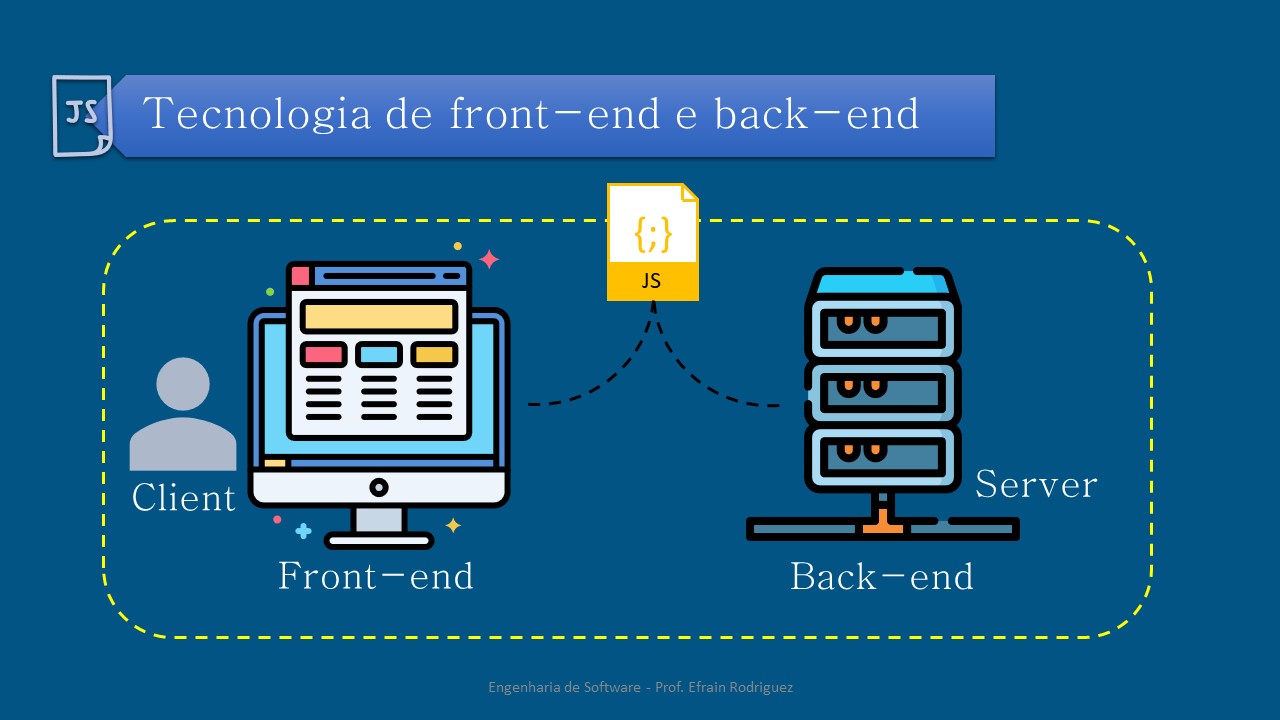 JS
Tecnologia de front-end e back-end
{;}
JS
Client
Server
Front-end
Back-end
Engenharia de Software - Prof. Efrain Rodriguez